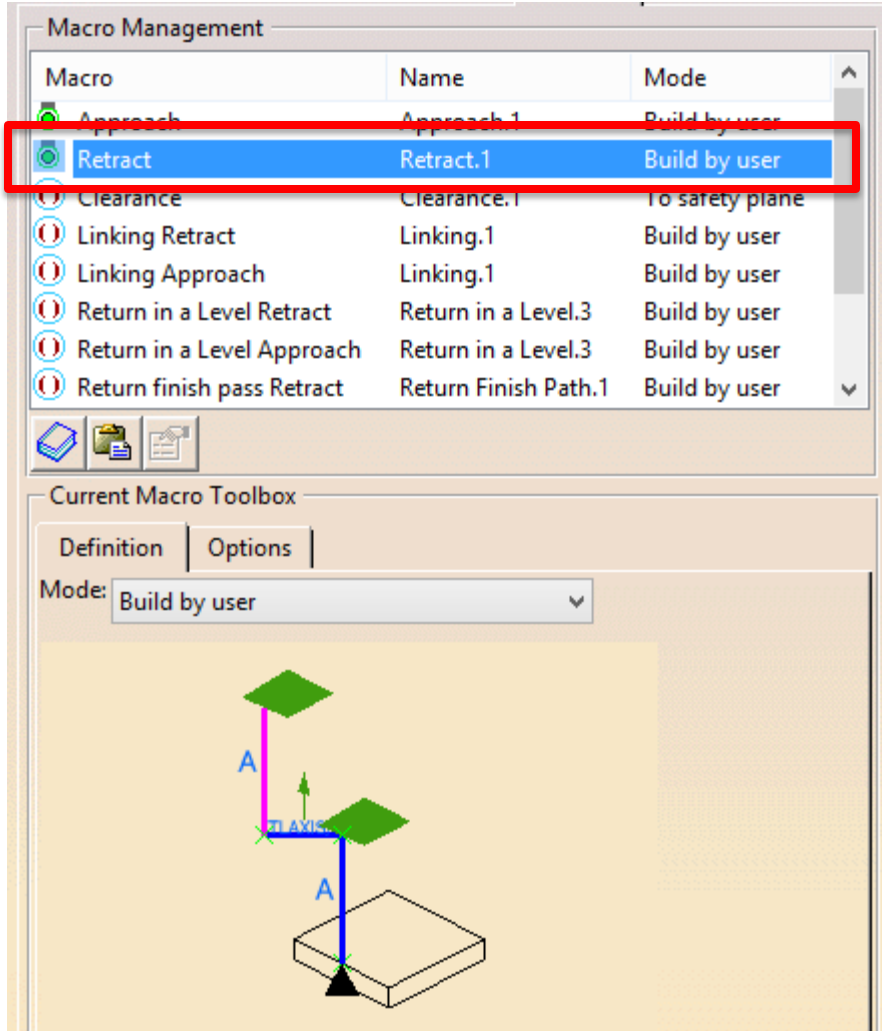 Macro Management
Macro Name Mode
Approach Approach.1 Build by user
Retract Retract.1 Build by user
Clearance Clearance.1 To safety plane
Linking Retract Linking.1 Build by user
Linking Approach Linking.1 Build by user
Return in a Level Retract Return in a Level.3 Build by user
Return in a Level Approach Return in a Level.3 Build by user
Return finish pass Retract Return Finish Path.1 Build by user
Current Macro Toolbox
Definition Options
Mode: Build by user
A
A